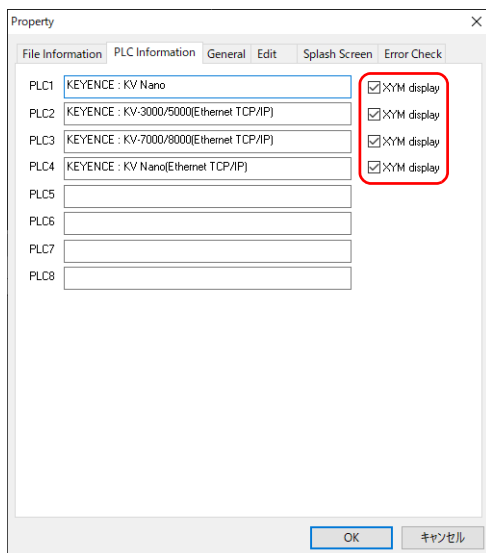 Property
File Information PLC Information General Edit Splash Screen Error Check
PLC1 KEYENCE : KV Nano XYM display
PLC2 KEYENCE : KV-3000/5000(Ethernet TCP/IP) XYM display
PLC3 KEYENCE : KV-7000/8000(Ethernet TCP/IP) XYM display
PLC4 KEYENCE : KV Nano(Ethernet TCP/IP) XYM display
PLC5
PLC6
PLC7
PLC8
OK キャンセル